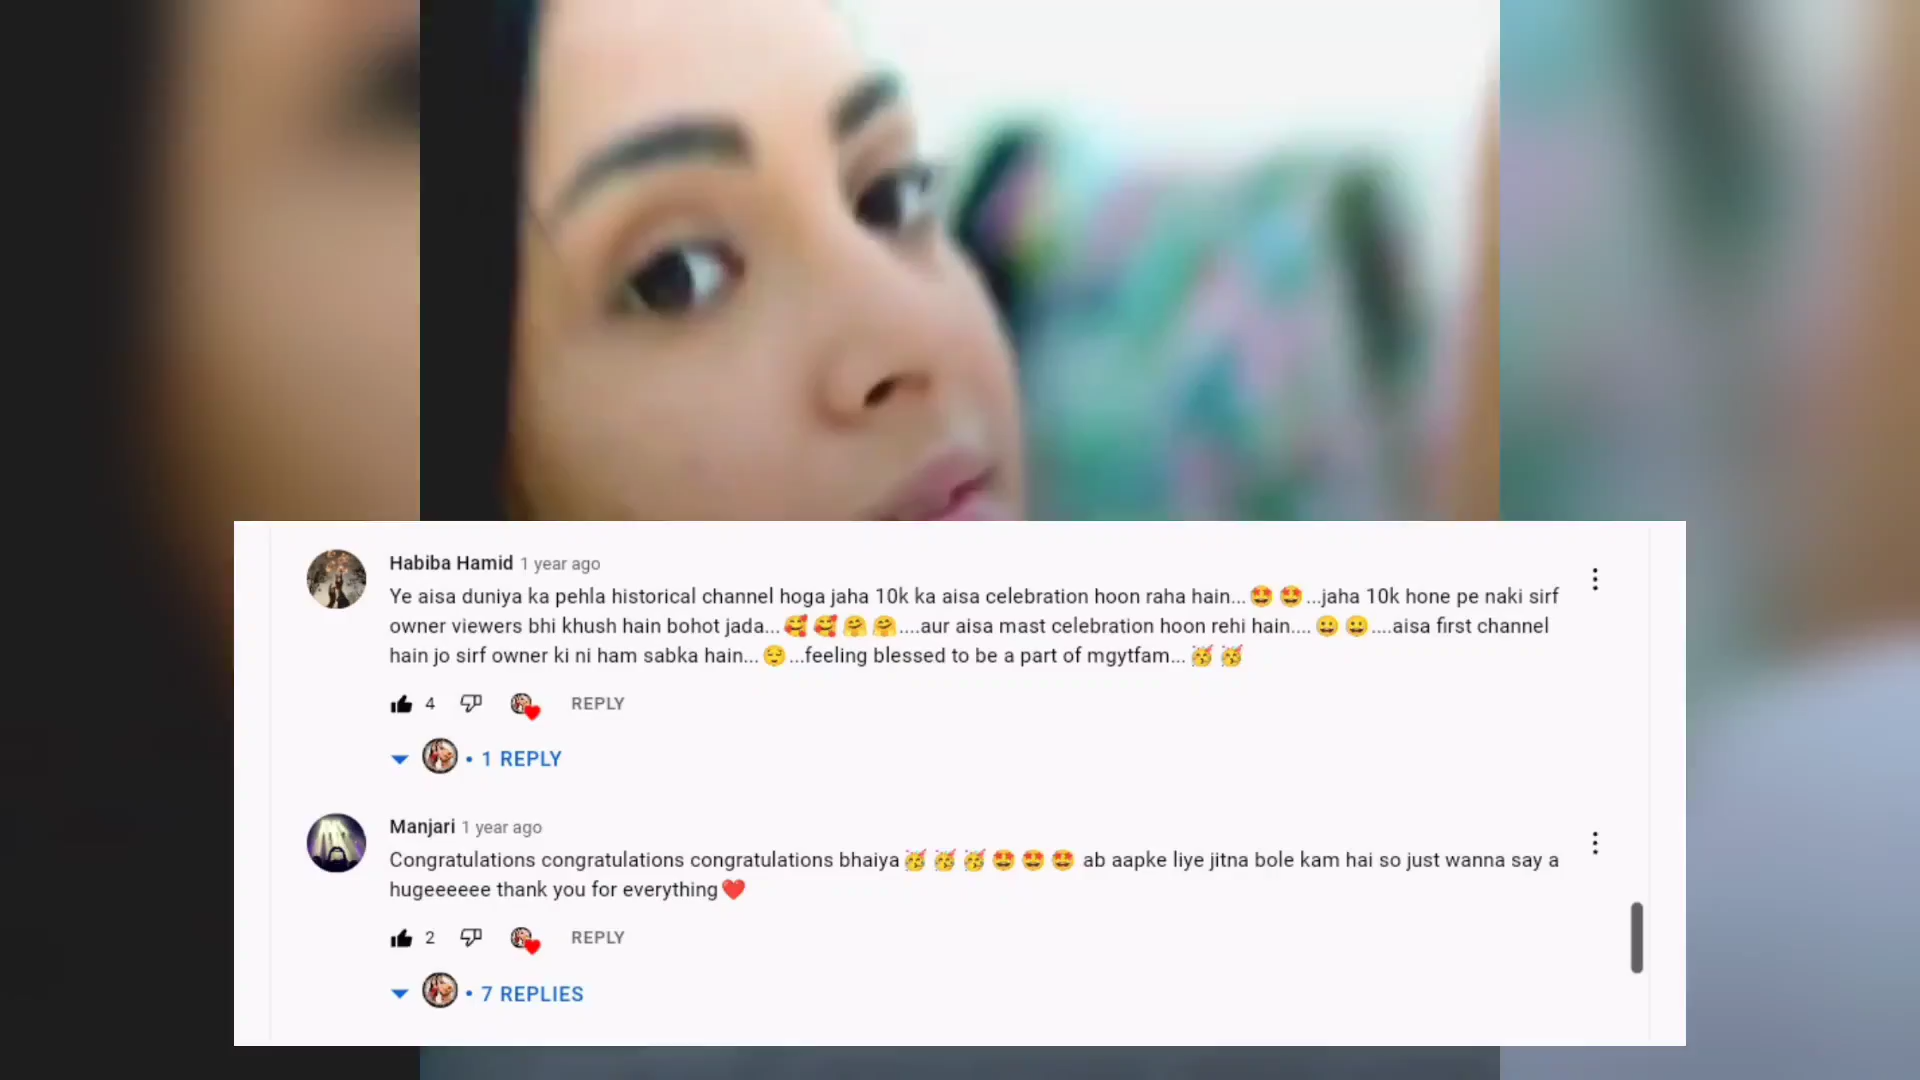 Habiba Hamid 1 year ago
Ye aisa duniya ka pehla historical channel hoga jaha 10k ka aisa celebration hoon raha hain...🤩 🤩...jaha 10k hone pe naki sirf
owner viewers bhi khush hain bohot jada...🥰 🥰 🤗 🤗....aur aisa mast celebration hoon rehi hain....😀 😀....aisa first channel
hain jo sirf owner ki ni ham sabka hain...😌...feeling blessed to be a part of mgytfam...🥳 🥳
4 REPLY
• 1 REPLY
Manjari 1 year ago
Congratulations congratulations congratulations bhaiya 🥳 🥳 🥳 🤩 🤩 🤩 ab aapke liye jitna bole kam hai so just wanna say a
hugeeeeee thank you for everything❤️
2 REPLY
• 7 REPLIES